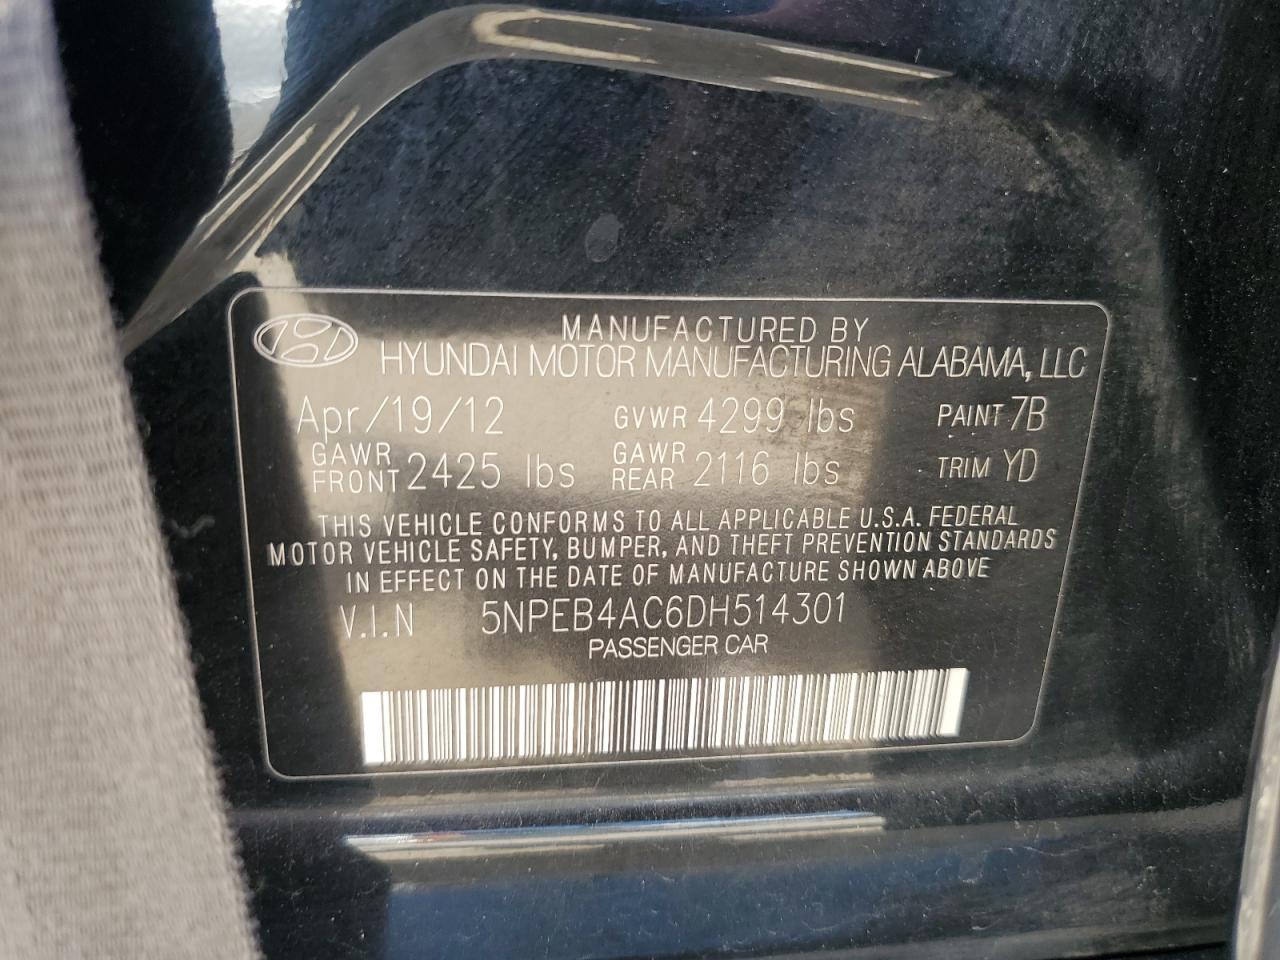 MANUFACTURED BY
HYUNDAI MOTOR MANUFACTURING ALABAMA, LLC
Apr/19/12 GVWR 4299 lbs PAINT 7B
GAWR FRONT 2425 lbs GAWR REAR 2116 lbs TRIM YD
THIS VEHICLE CONFORMS TO ALL APPLICABLE U.S.A. FEDERAL
MOTOR VEHICLE SAFETY, BUMPER, AND THEFT PREVENTION STANDARDS
IN EFFECT ON THE DATE OF MANUFACTURE SHOWN ABOVE
V.I.N 5NPEB4AC6DH514301
PASSENGER CAR